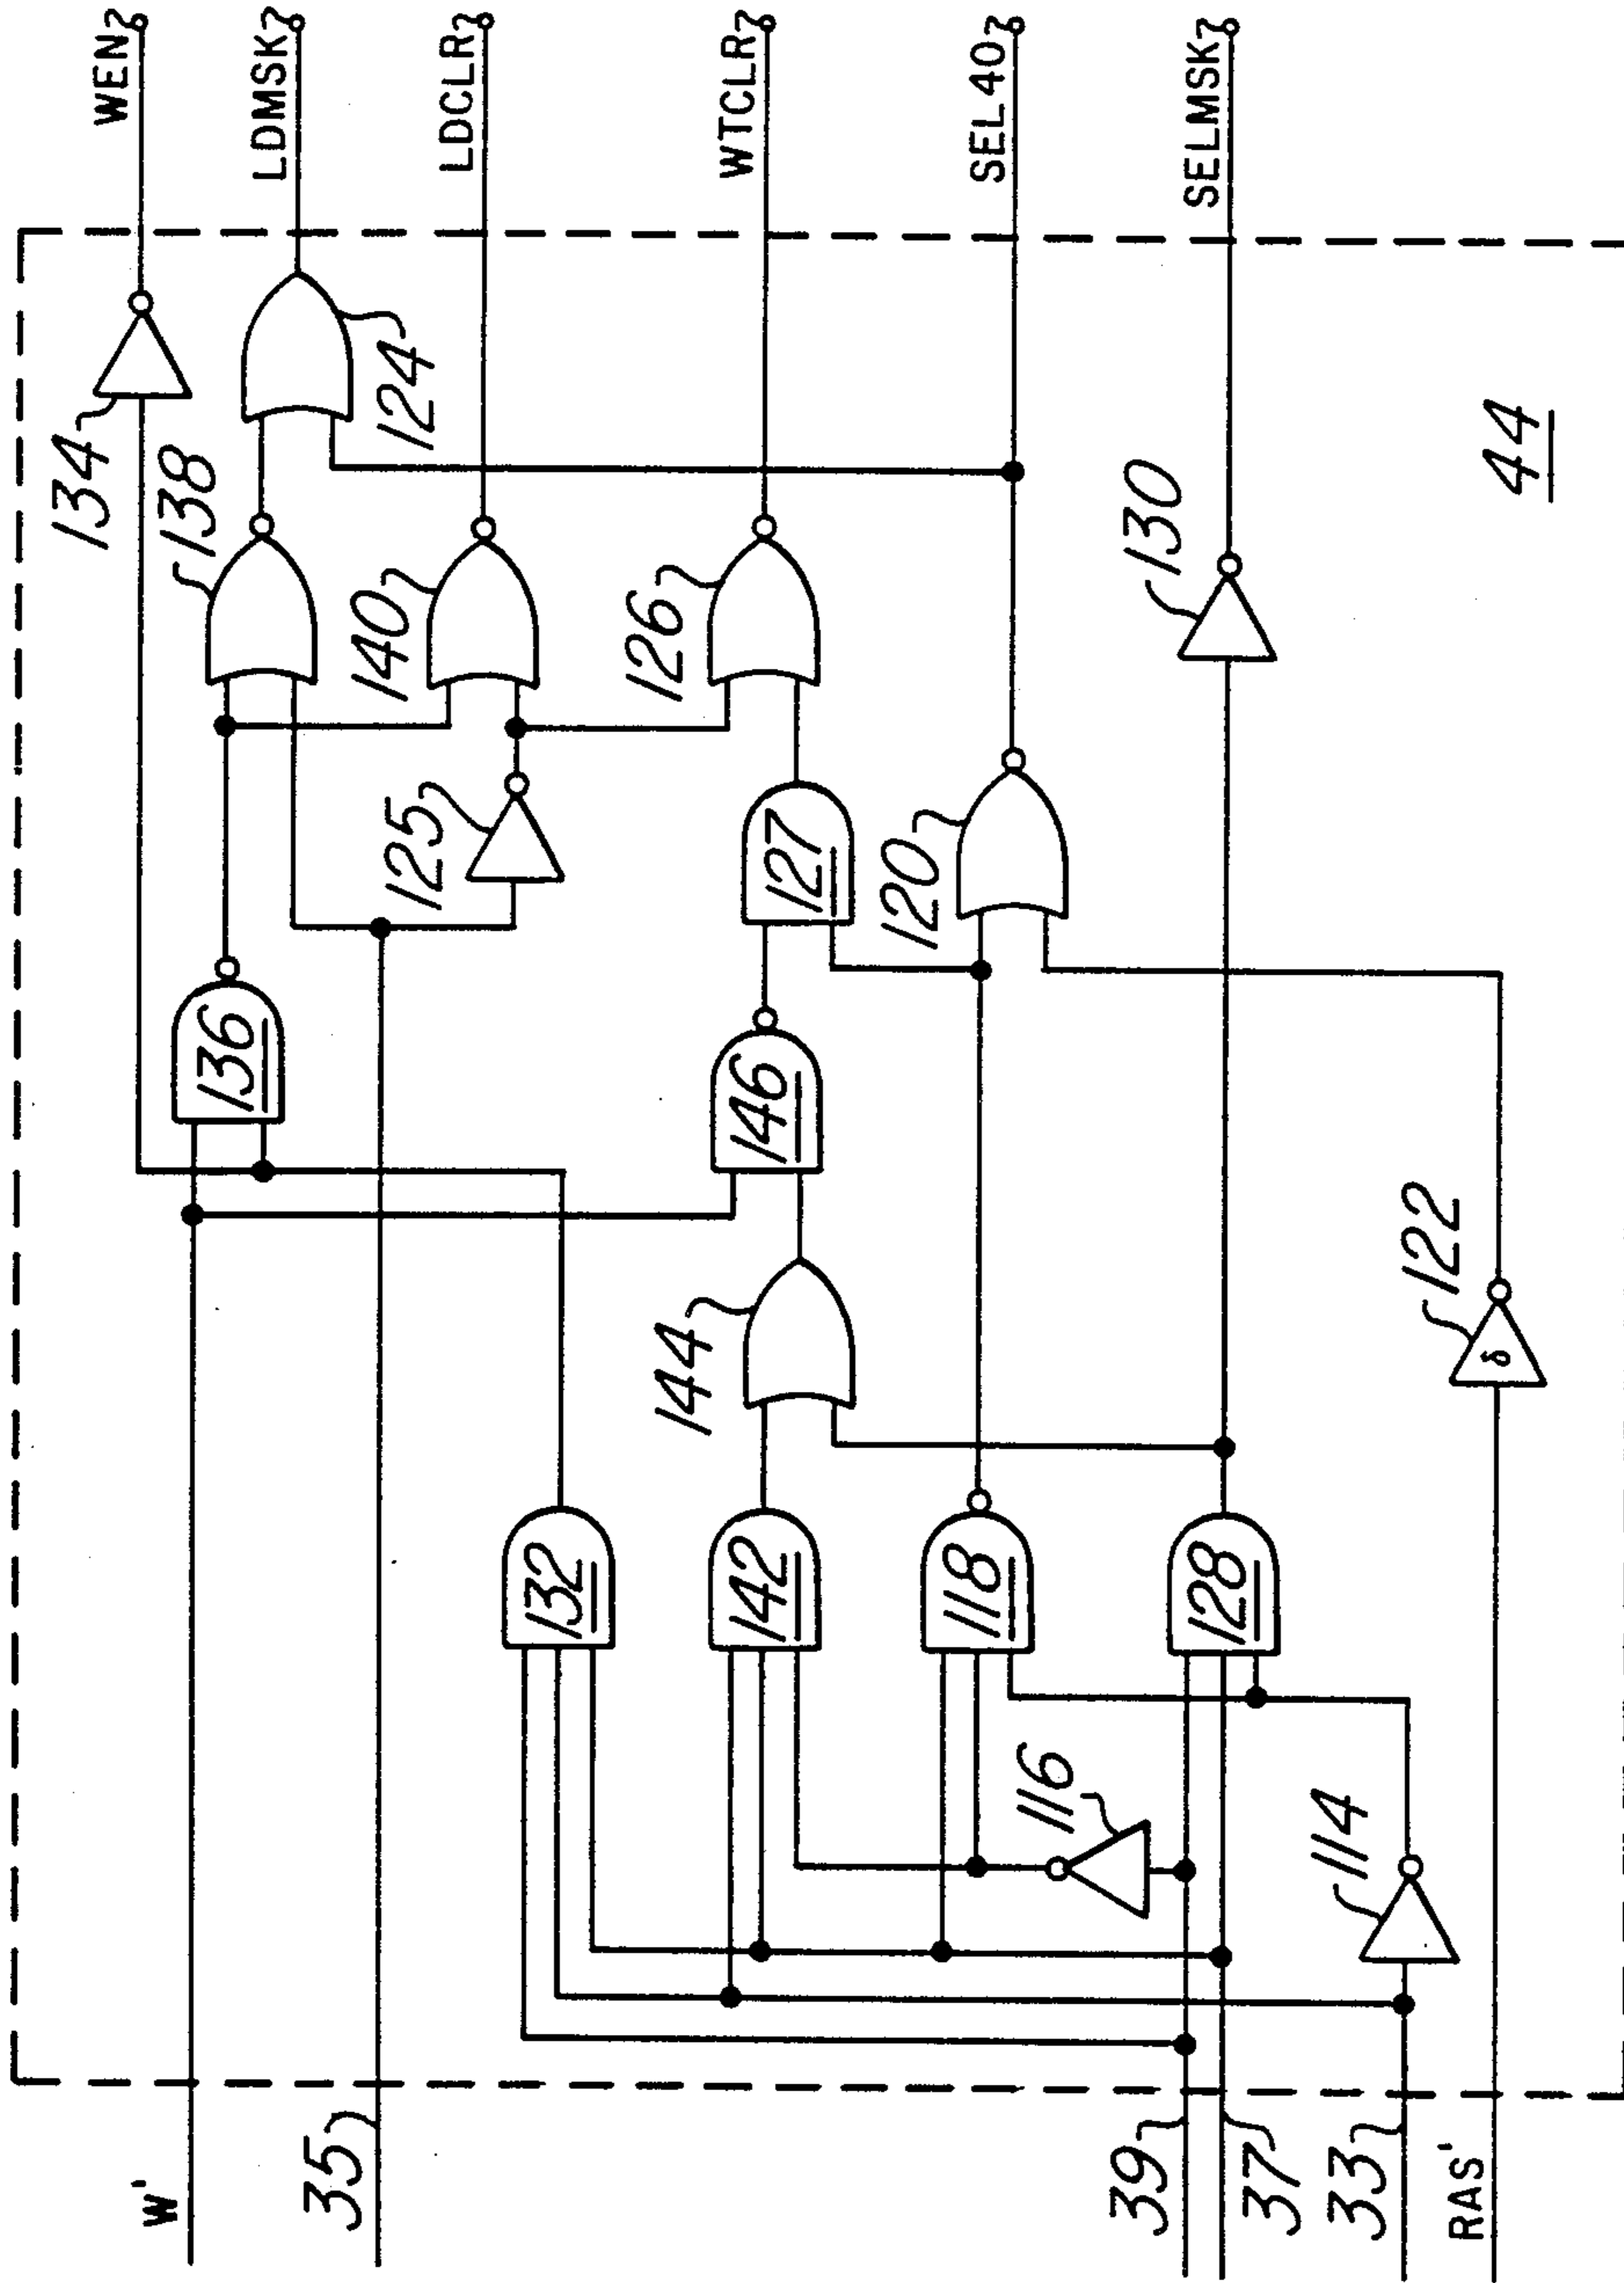 WEN
LDMSK
LDCLR
WTCLR
SEL40
SELMSK
134
138
124
140
126
130
44
125
127
120
136
146
122
δ
144
132
142
118
128
116
114
W'
35
39
37
33
RAS'